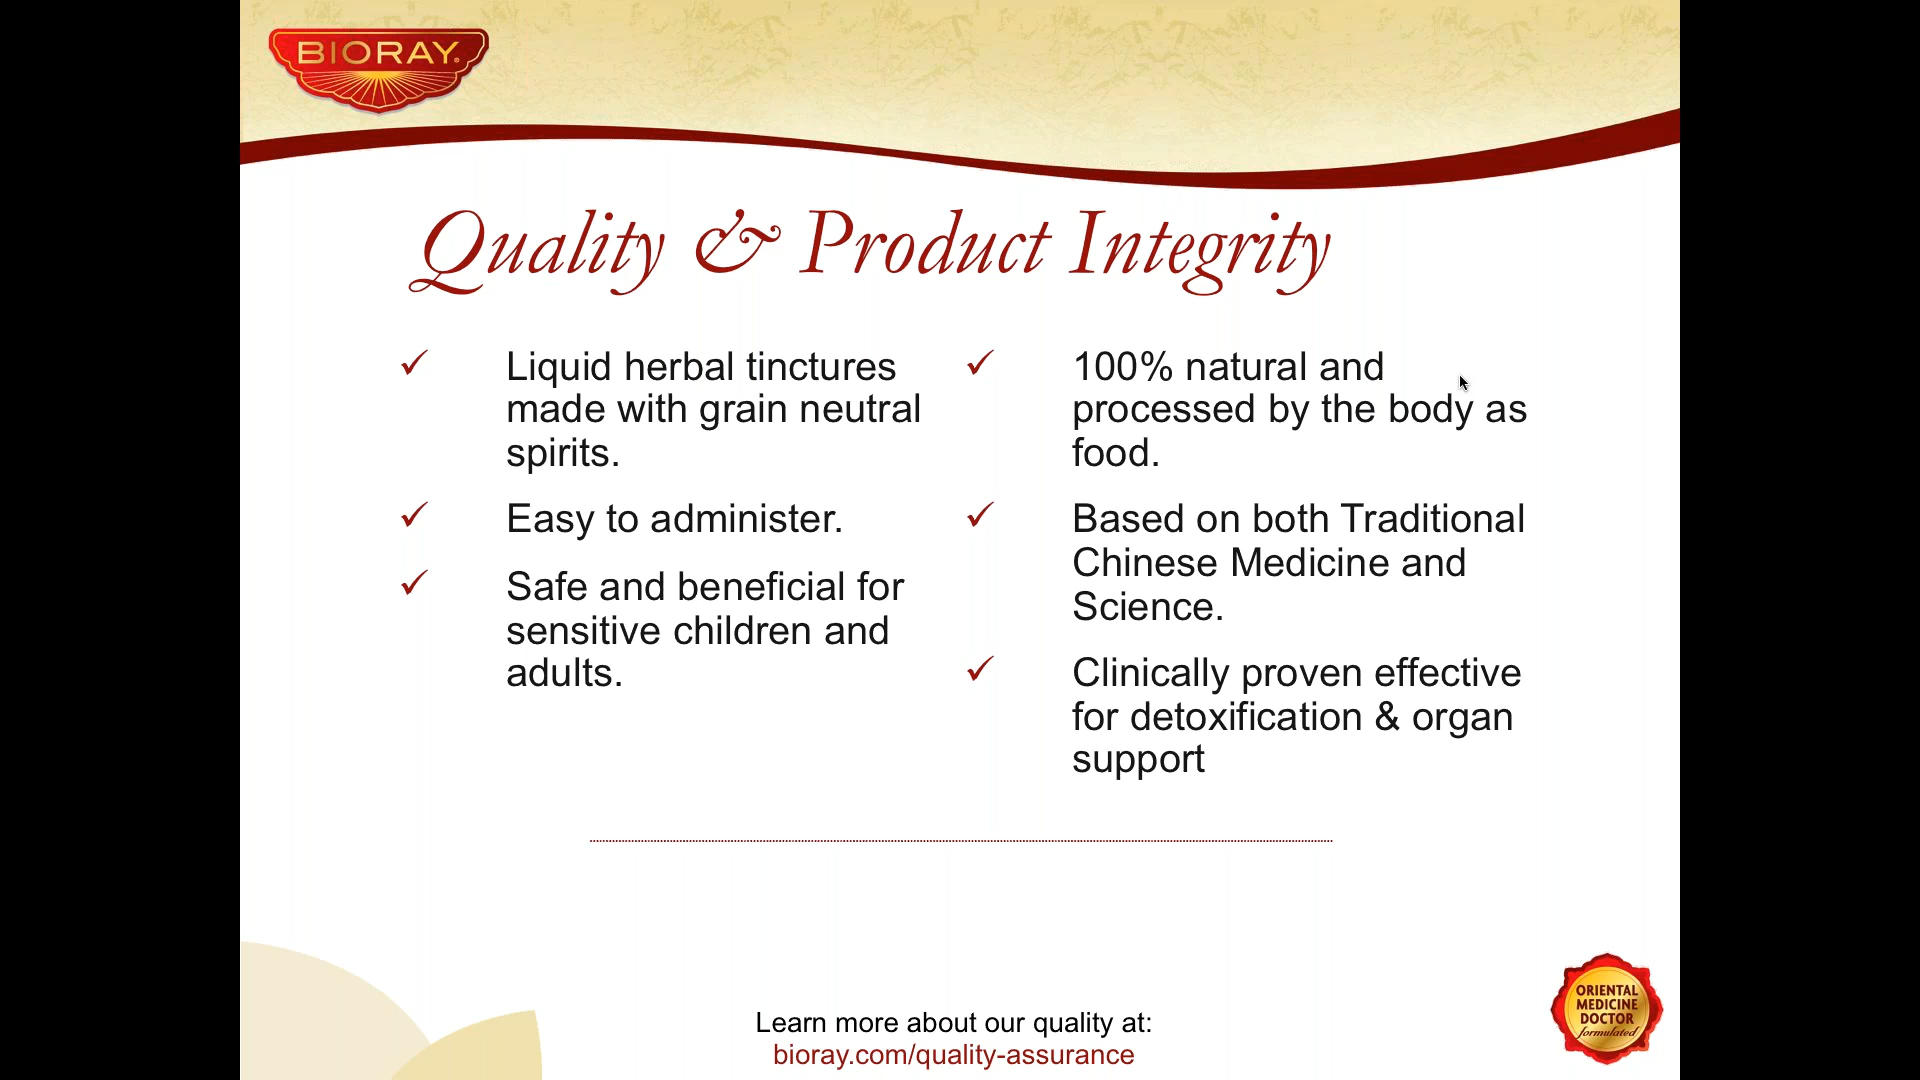 BIORAY®
Quality & Product Integrity
✓ Liquid herbal tinctures
made with grain neutral
spirits.
✓ Easy to administer.
✓ Safe and beneficial for
sensitive children and
adults.
✓ 100% natural and
processed by the body as
food.
✓ Based on both Traditional
Chinese Medicine and
Science.
✓ Clinically proven effective
for detoxification & organ
support
Learn more about our quality at:
bioray.com/quality-assurance
ORIENTAL
MEDICINE
DOCTOR
formulated